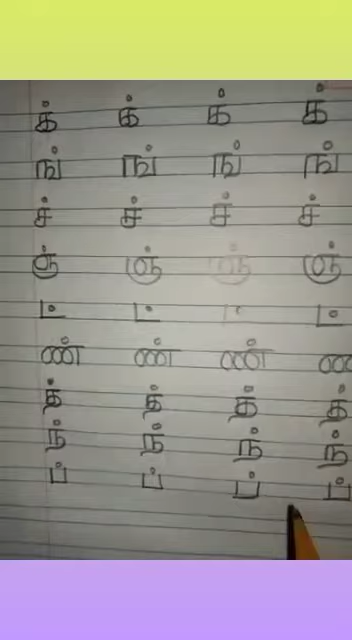 க் க் க் க்
ங் ங் ங் ங்
ச் ச் ச் ச்
ஞ் ஞ் ஞ் ஞ்
ட் ட் ட் ட்
ண் ண் ண்
த் த் த் த்
ந் ந் ந் ந்
ப் ப் ப் ப்